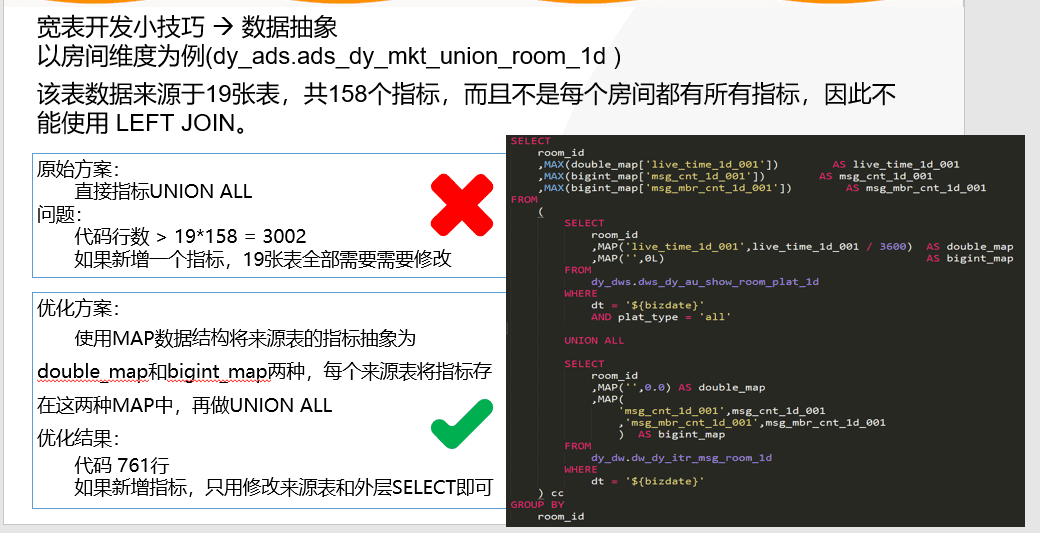 宽表开发小技巧 → 数据抽象
以房间维度为例(dy_ads.ads_dy_mkt_union_room_1d )
该表数据来源于19张表，共158个指标，而且不是每个房间都有所有指标，因此不
能使用 LEFT JOIN。
原始方案：
直接指标UNION ALL
问题：
代码行数 > 19*158 = 3002
如果新增一个指标，19张表全部需要需要修改
优化方案：
使用MAP数据结构将来源表的指标抽象为
double_map和bigint_map两种，每个来源表将指标存
在这两种MAP中，再做UNION ALL
优化结果：
代码 761行
如果新增指标，只用修改来源表和外层SELECT即可
SELECT
room_id
,MAX(double_map['live_time_1d_001']) AS live_time_1d_001
,MAX(bigint_map['msg_cnt_1d_001']) AS msg_cnt_1d_001
,MAX(bigint_map['msg_mbr_cnt_1d_001']) AS msg_mbr_cnt_1d_001
FROM
(
SELECT
room_id
,MAP('live_time_1d_001',live_time_1d_001 / 3600) AS double_map
,MAP('',0L) AS bigint_map
FROM
dy_dws.dws_dy_au_show_room_plat_1d
WHERE
dt = '${bizdate}'
AND plat_type = 'all'
UNION ALL
SELECT
room_id
,MAP('',0.0) AS double_map
,MAP(
'msg_cnt_1d_001',msg_cnt_1d_001
,'msg_mbr_cnt_1d_001',msg_mbr_cnt_1d_001
) AS bigint_map
FROM
dy_dw.dw_dy_itr_msg_room_1d
WHERE
dt = '${bizdate}'
) cc
GROUP BY
room_id